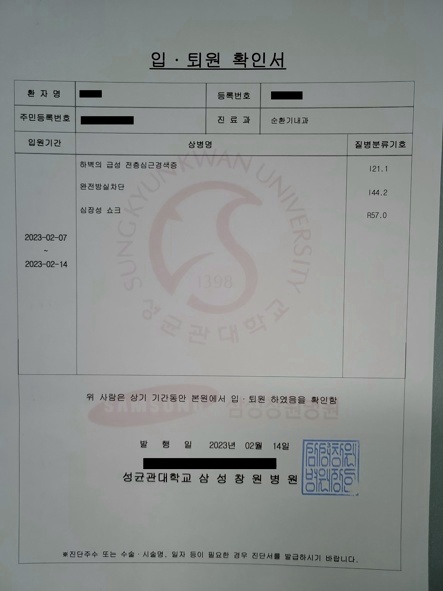 입 · 퇴원 확인서
환 자 명
등록번호
주민등록번호
진 료 과
순환기내과
입원기간
상병명
질병분류기호
하벽의 급성 전층심근경색증
I21.1
완전방실차단
I44.2
심장성 쇼크
R57.0
2023-02-07
~
2023-02-14
SUNGKYUNKWAN UNIVERSITY
1398
성균관대학교
위 사람은 상기 기간동안 본원에서 입 · 퇴원 하였음을 확인함
SAMSUNG 삼성창원병원
발 행 일 2023년 02월 14일
성균관대학교 삼성창원병원
※진단주수 또는 수술·시술명, 일자 등이 필요한 경우 진단서를 발급하시기 바랍니다.